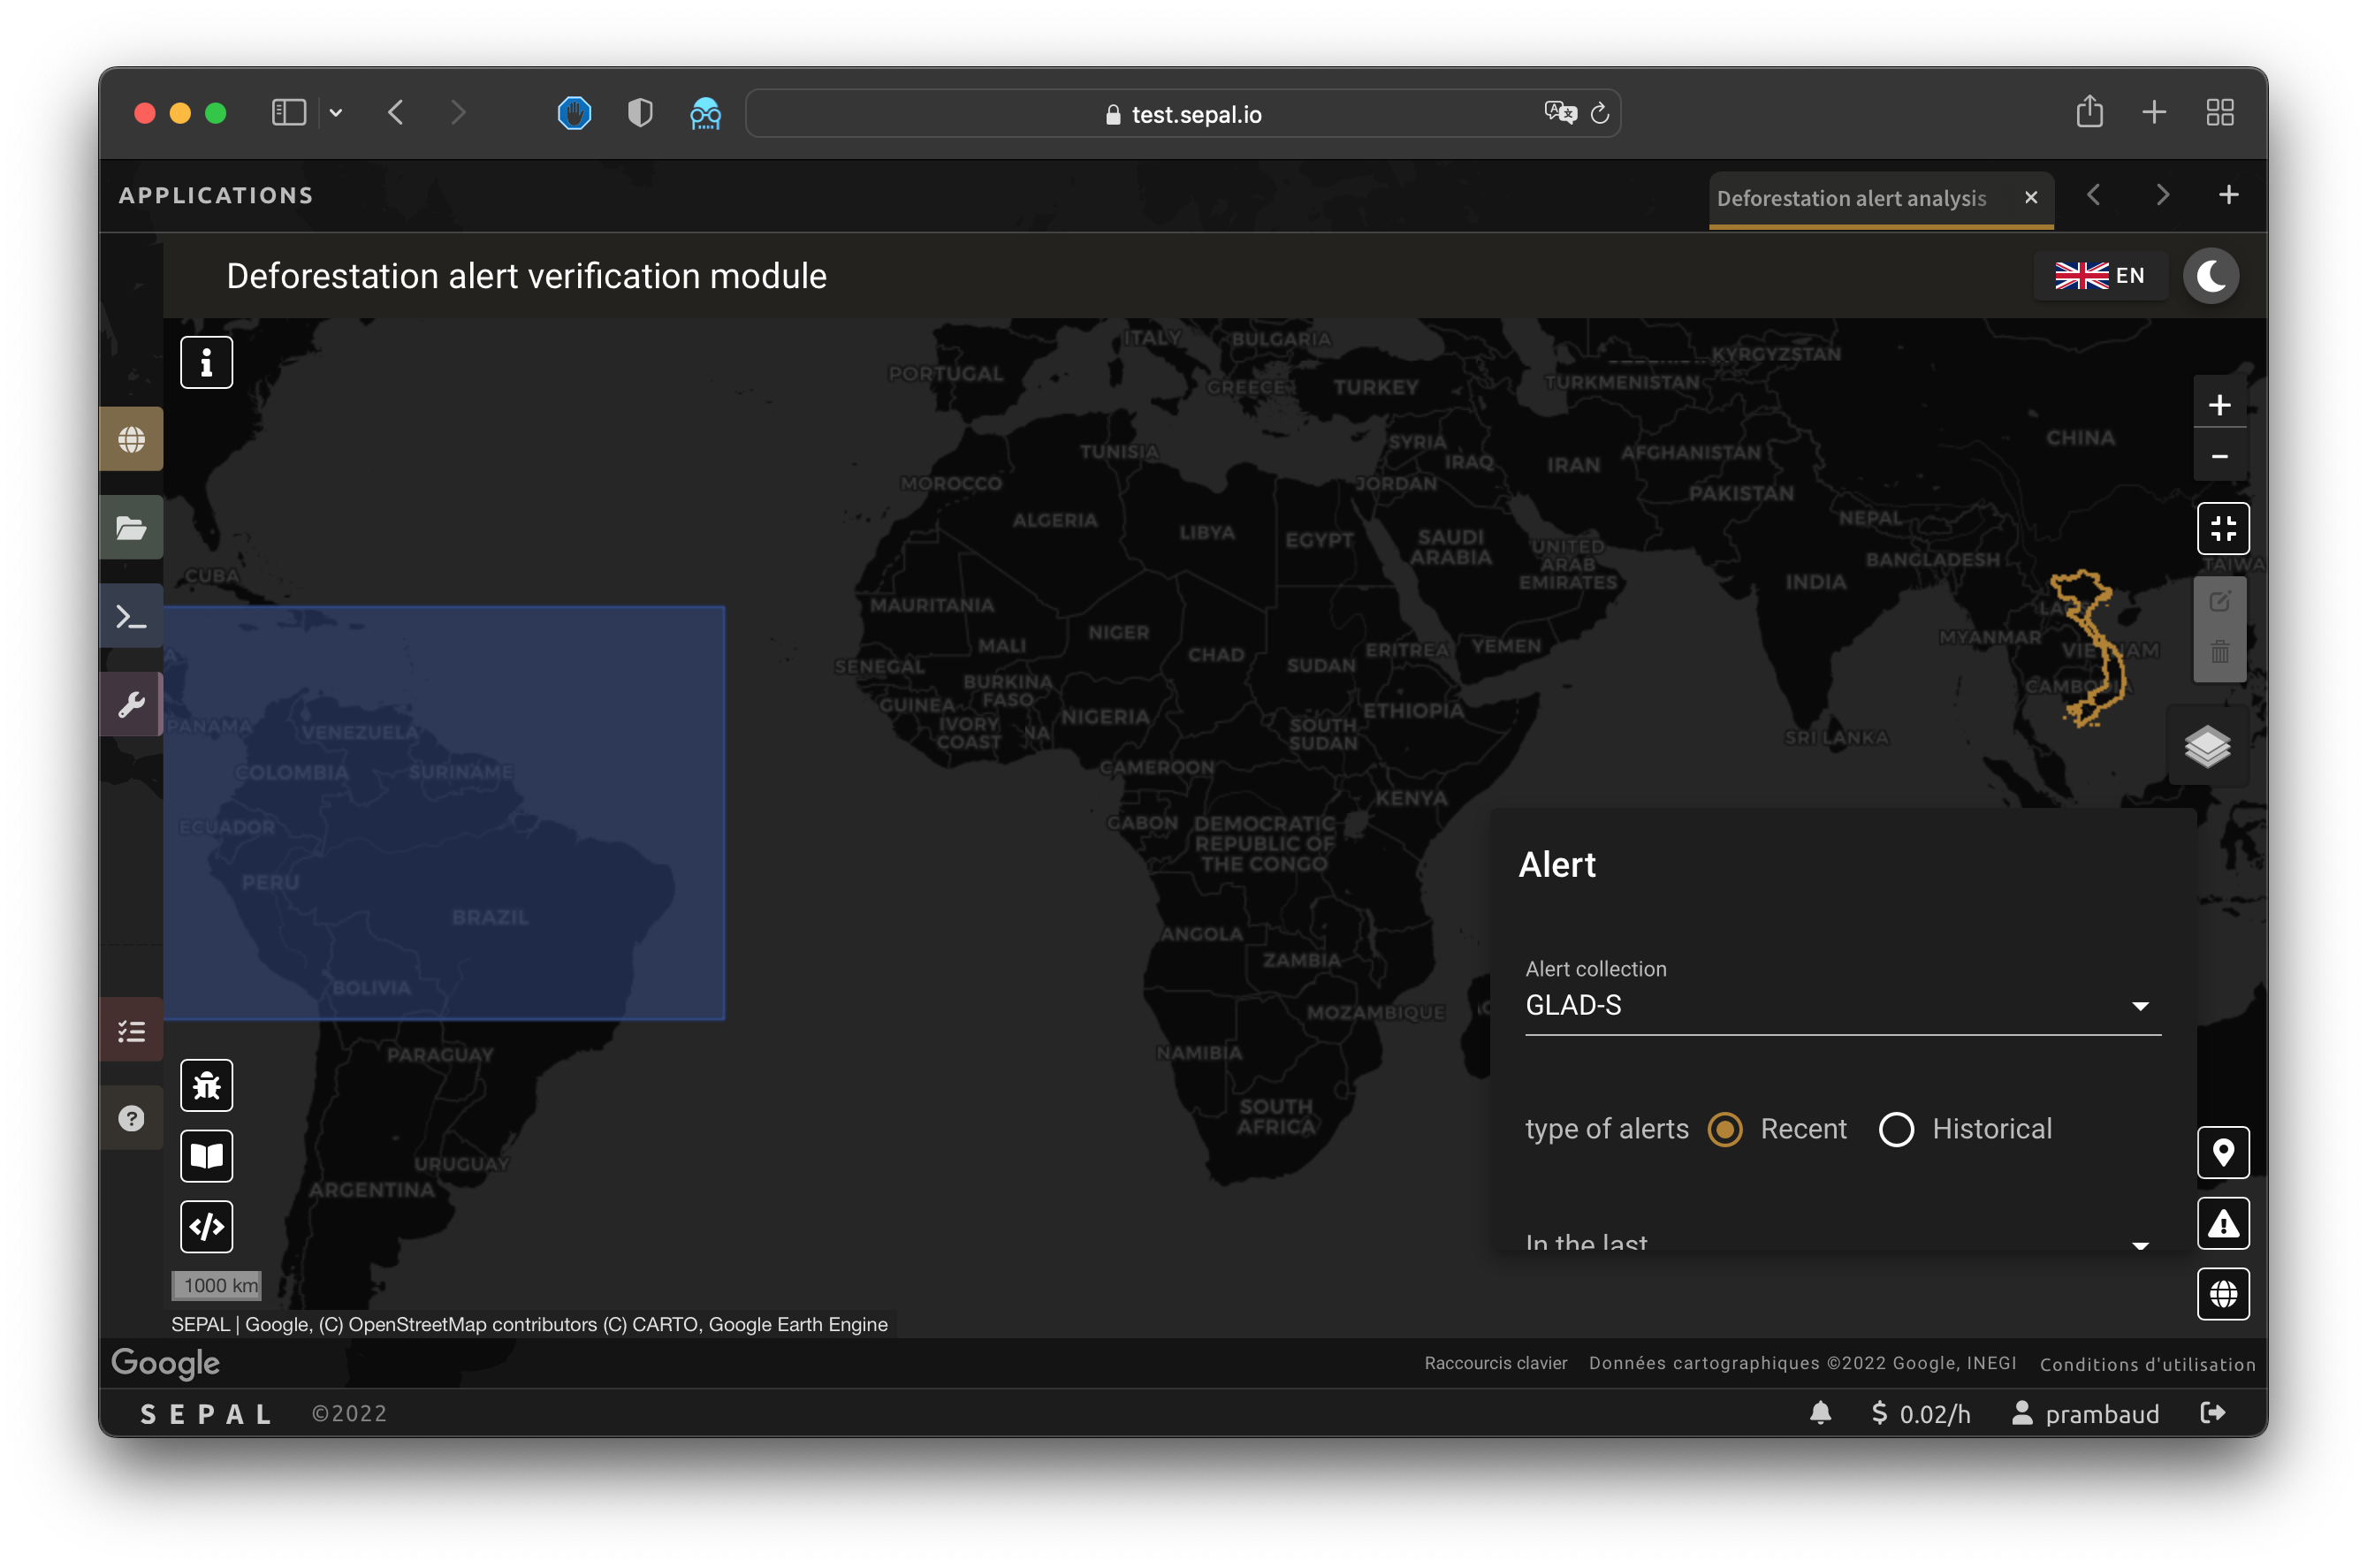 test.sepal.io
APPLICATIONS
Deforestation alert analysis
Deforestation alert verification module
EN
ITALY
BULGARIA
KYRGYZSTAN
PORTUGAL
GREECE
TURKEY
TURKMENISTAN
CHINA
TUNISIA
SYRIA
IRAQ
IRAN
AFGHANISTAN
MOROCCO
JORDAN
PAKISTAN
ALGERIA
LIBYA
EGYPT
SAUDI
ARABIA
UNITED
ARAB
EMIRATES
NEPAL
BANGLADESH
TAIWA
CUBA
INDIA
MAURITANIA
NIGER
MALI
CHAD
SUDAN
ERITREA
YEMEN
MYANMAR
VIETNAM
SENEGAL
BURKINA
FASO
CAMBODIA
GUINEA
IVORY
COAST
NIGERIA
SOUTH
SUDAN
ETHIOPIA
PANAMA
VENEZUELA
SRI LANKA
COLOMBIA
SURINAME
CAMEROON
KENYA
ECUADOR
GABON
DEMOCRATIC
REPUBLIC OF
THE CONGO
PERU
BRAZIL
ANGOLA
ZAMBIA
BOLIVIA
MOZAMBIQUE
PARAGUAY
NAMIBIA
SOUTH
AFRICA
URUGUAY
ARGENTINA
Alert
Alert collection
GLAD-S
type of alerts Recent Historical
In the last
1000 km
SEPAL | Google, (C) OpenStreetMap contributors (C) CARTO, Google Earth Engine
Google
Raccourcis clavier Données cartographiques ©2022 Google, INEGI Conditions d'utilisation
SEPAL ©2022
$ 0.02/h prambaud